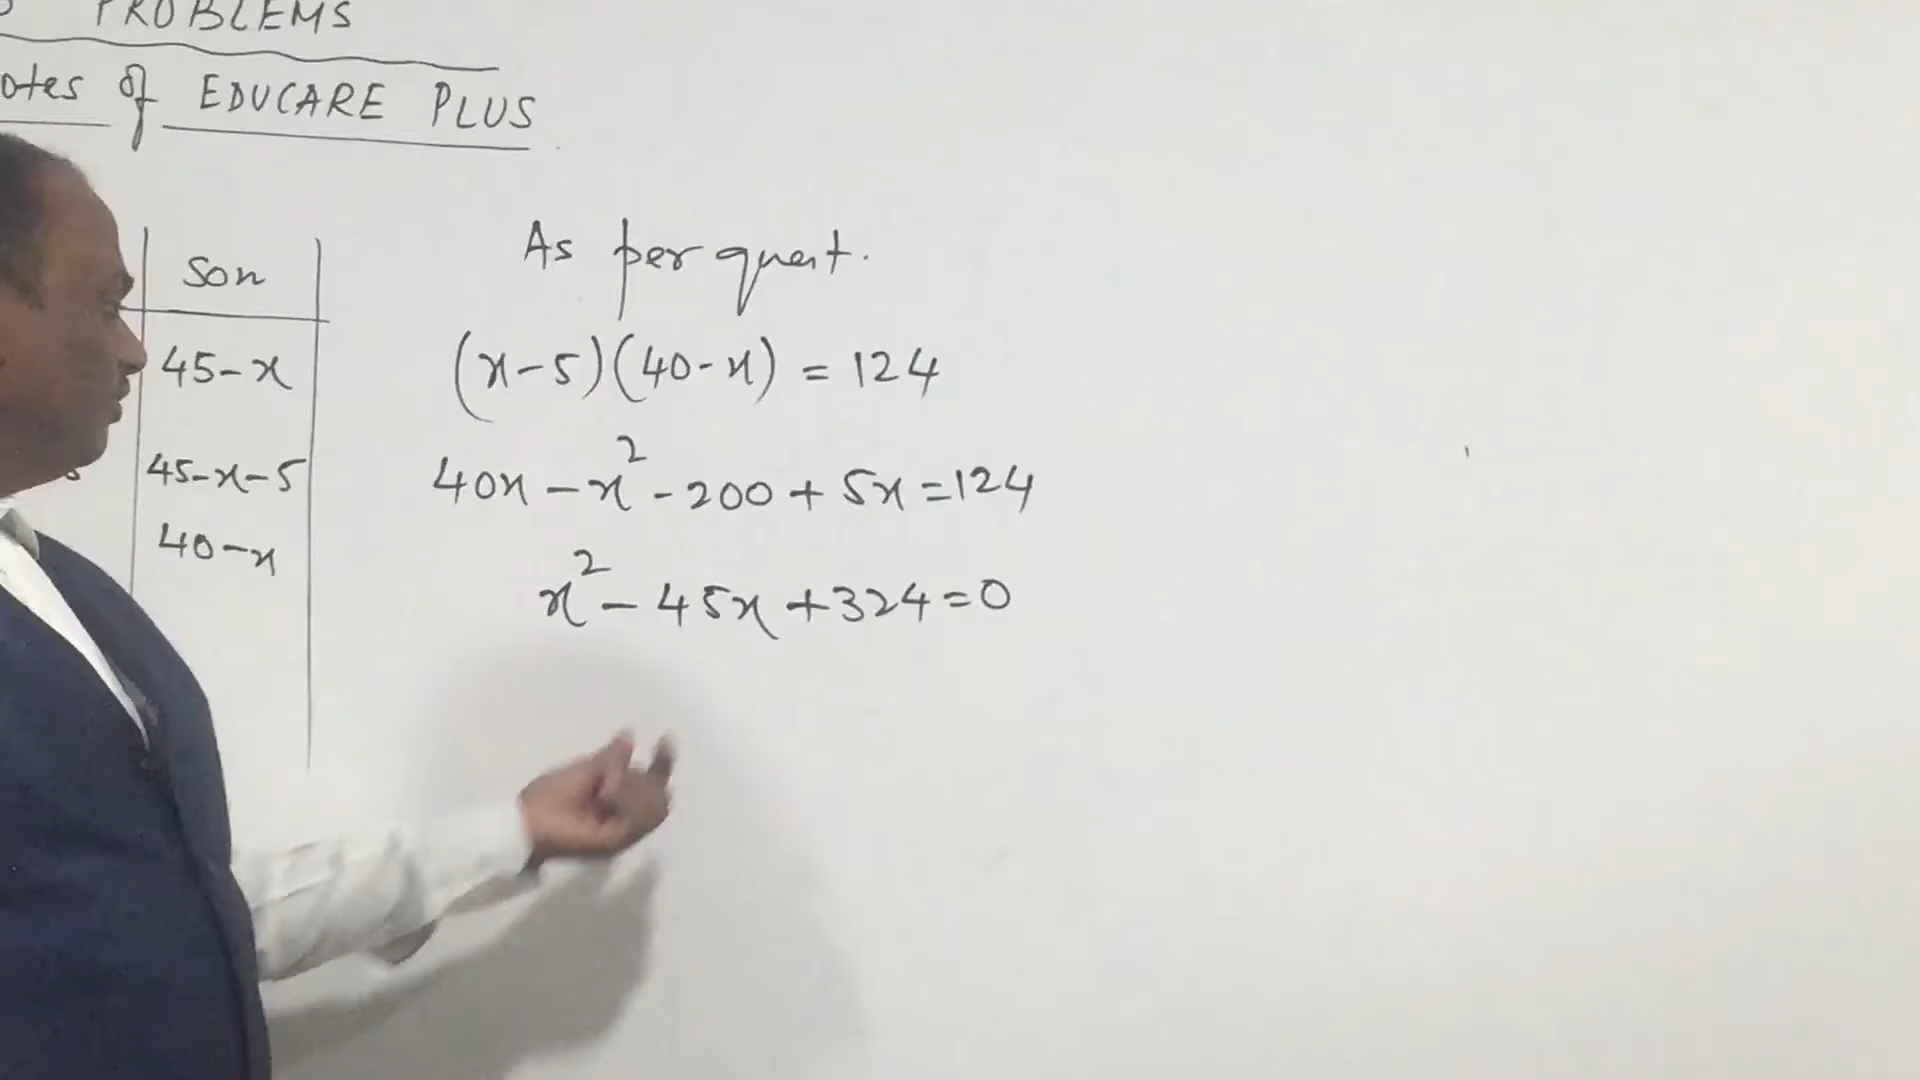 PROBLEMS
otes of EDUCARE PLUS
Son
45-x
45-x-5
40-x
As per quest.
(x-5)(40-x) = 124
40x - x² - 200 + 5x = 124
x² - 45x + 324 = 0